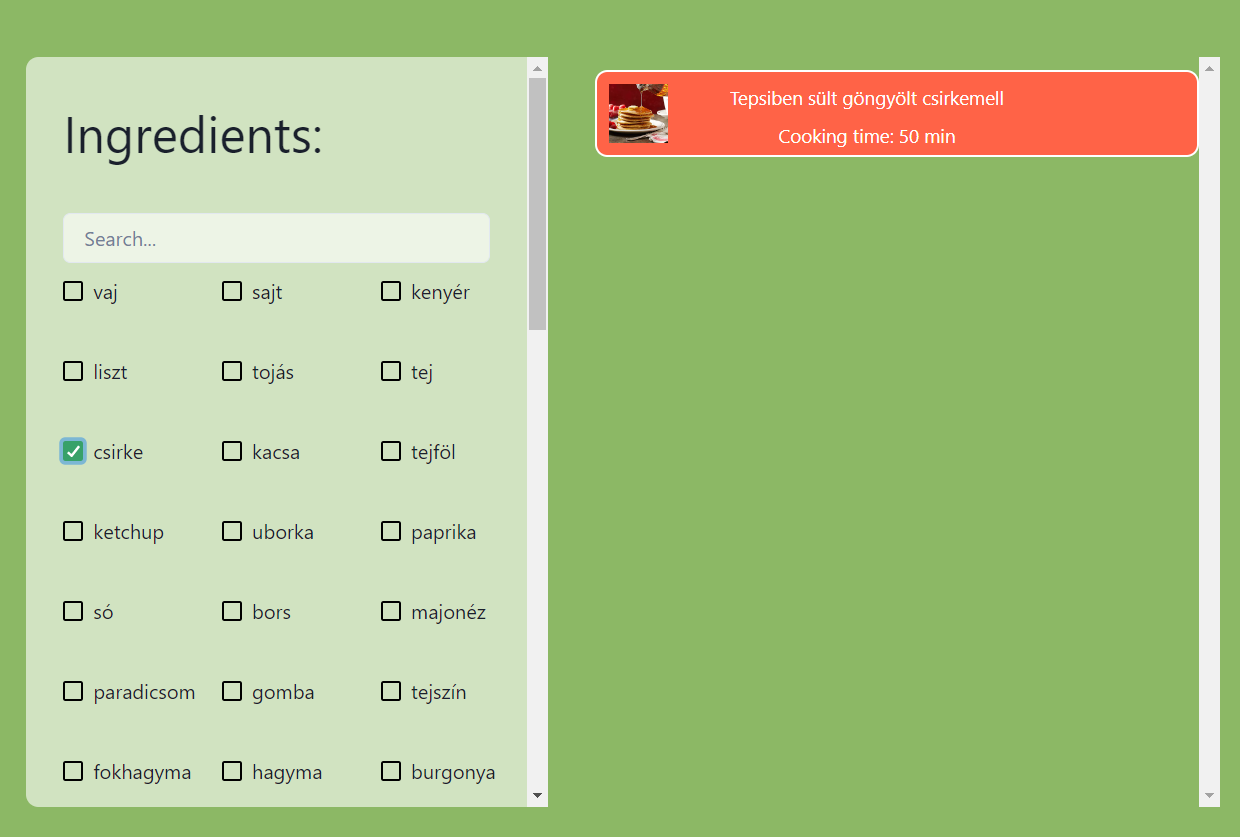 Ingredients:
Search...
vaj sajt kenyér
liszt tojás tej
csirke kacsa tejföl
ketchup uborka paprika
só bors majonéz
paradicsom gomba tejszín
fokhagyma hagyma burgonya
Tepsiben sült göngyölt csirkemell
Cooking time: 50 min